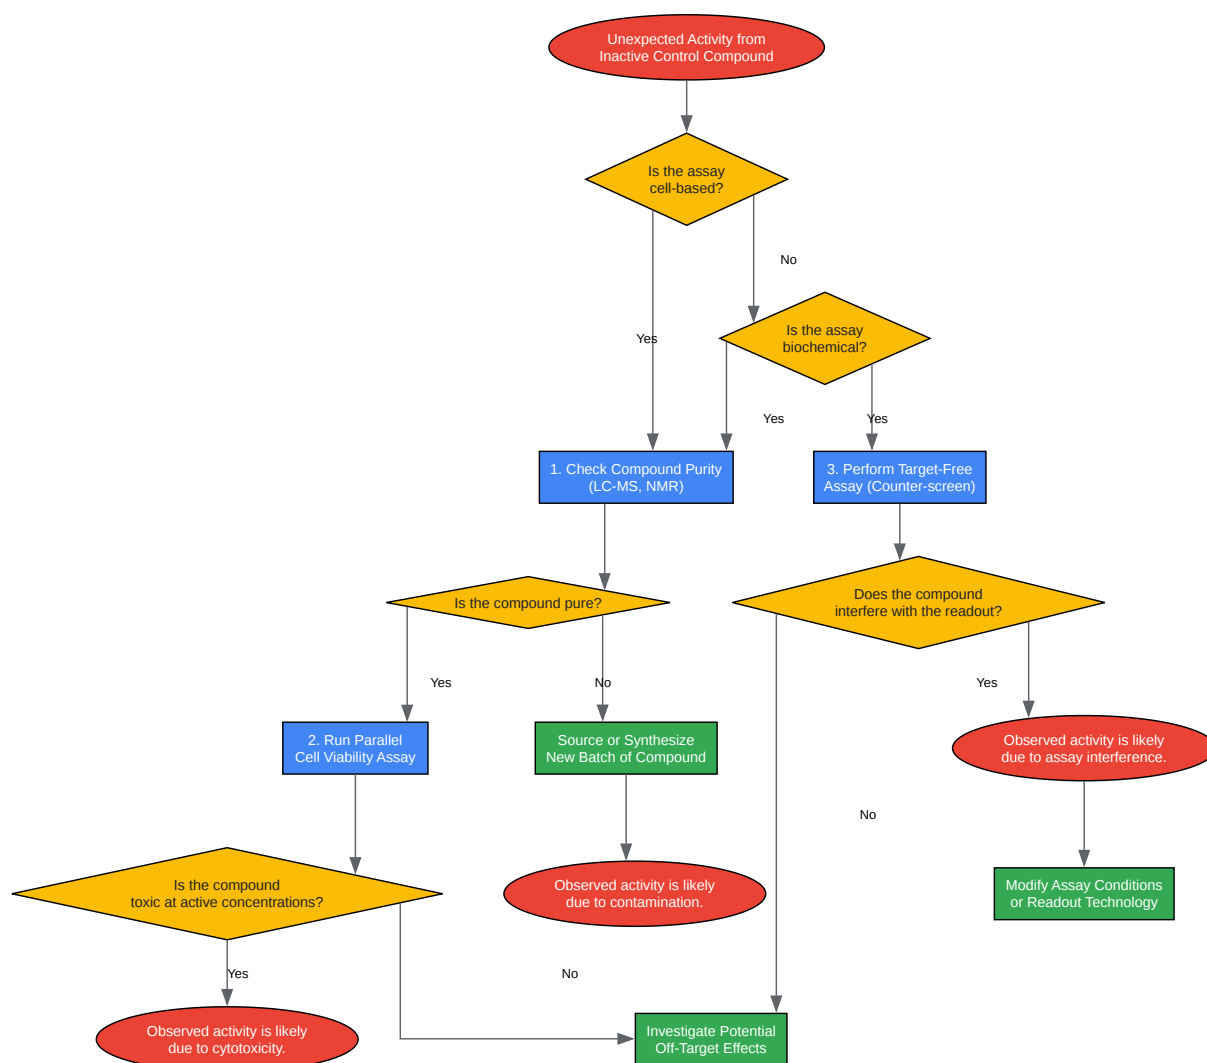 Unexpected Activity from
Inactive Control Compound
Is the assay
cell-based?
No
Is the assay
biochemical?
Yes
Yes
Yes
1. Check Compound Purity
(LC-MS, NMR)
3. Perform Target-Free
Assay (Counter-screen)
Is the compound pure?
Does the compound
interfere with the readout?
Yes
No
Yes
2. Run Parallel
Cell Viability Assay
Source or Synthesize
New Batch of Compound
Observed activity is likely
due to assay interference.
No
Is the compound
toxic at active concentrations?
Observed activity is likely
due to contamination.
Modify Assay Conditions
or Readout Technology
Yes
No
Observed activity is likely
due to cytotoxicity.
Investigate Potential
Off-Target Effects